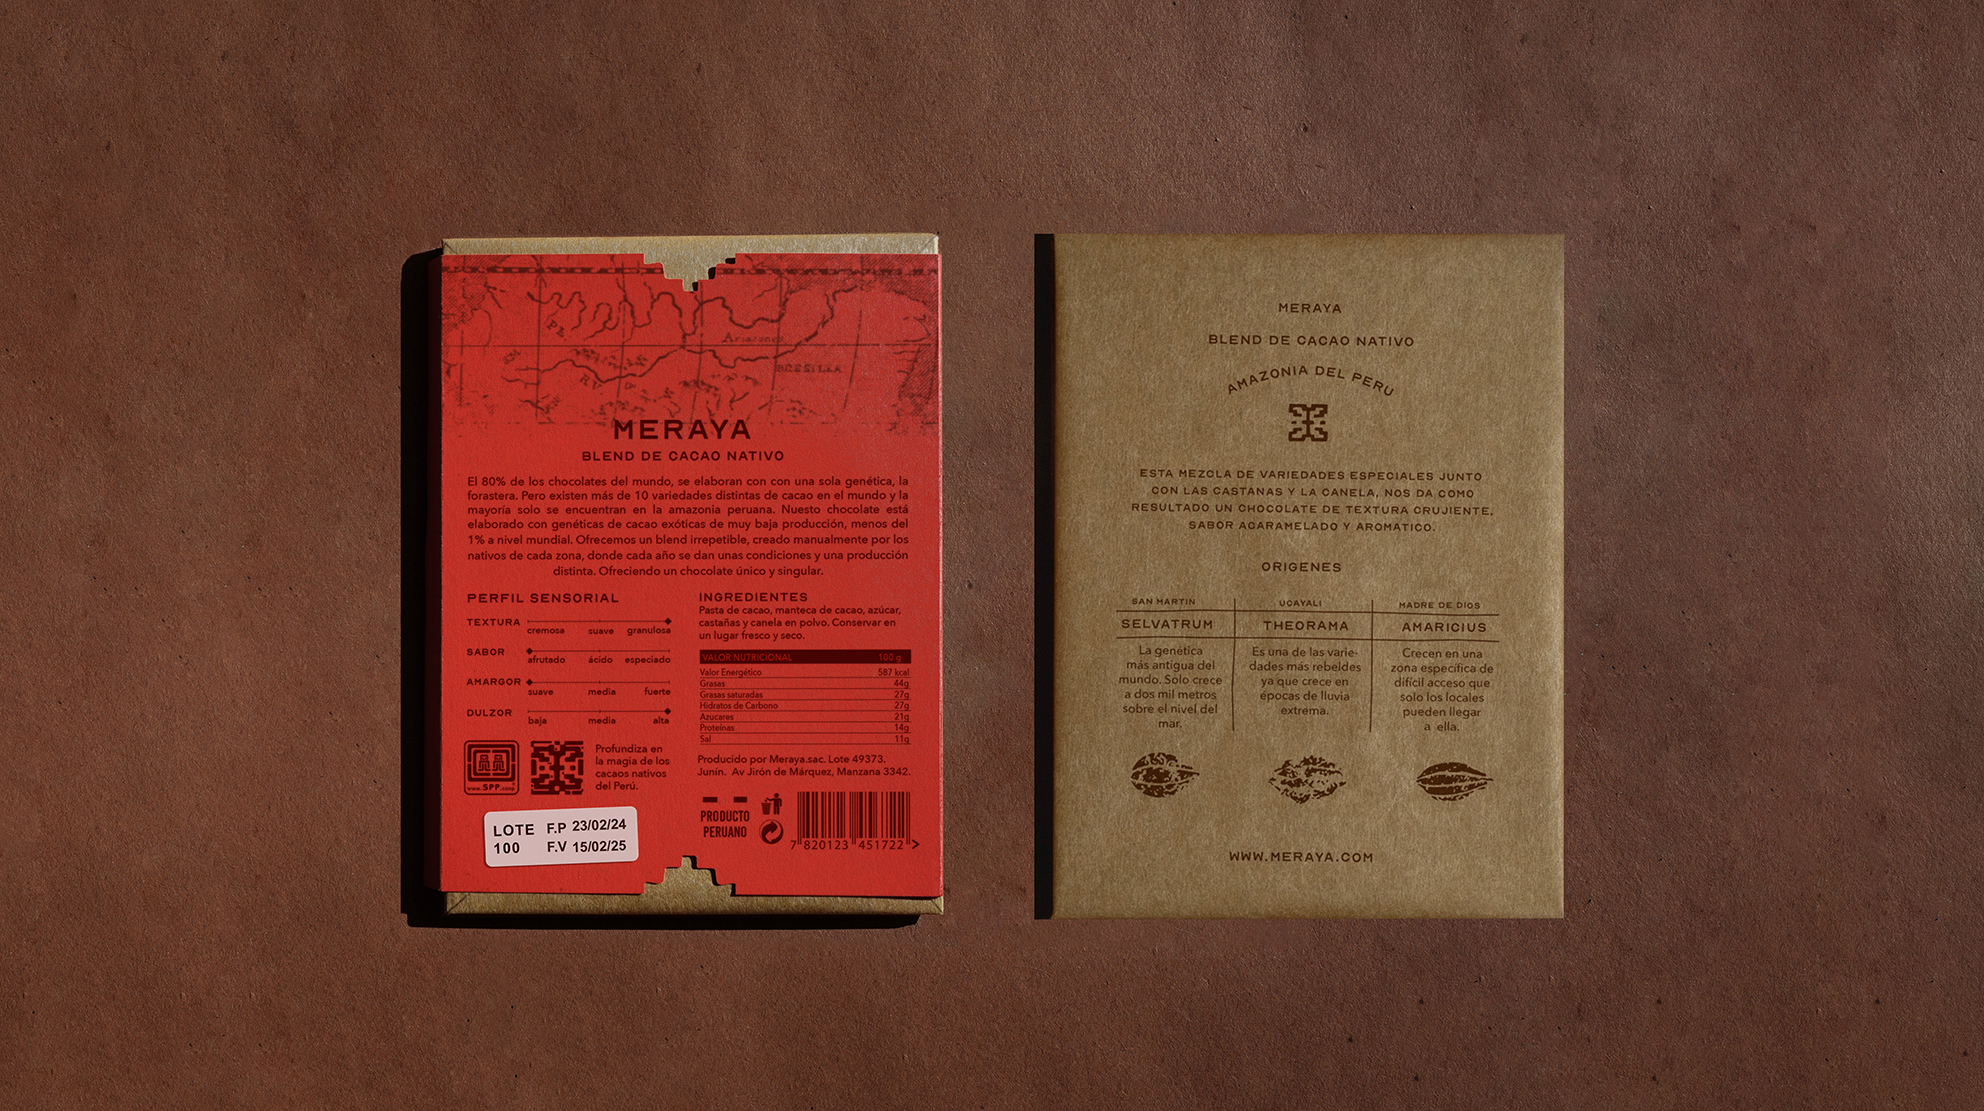 Amazones
BRESILLA
MERAYA
BLEND DE CACAO NATIVO
El 80% de los chocolates del mundo, se elaboran con con una sola genética, la
forastera. Pero existen más de 10 variedades distintas de cacao en el mundo y la
mayoría solo se encuentran en la amazonia peruana. Nuesto chocolate está
elaborado con genéticas de cacao exóticas de muy baja producción, menos del
1% a nivel mundial. Ofrecemos un blend irrepetible, creado manualmente por los
nativos de cada zona, donde cada año se dan unas condiciones y una producción
distinta. Ofreciendo un chocolate único y singular.
PERFIL SENSORIAL
TEXTURA
cremosa suave granulosa
SABOR
afrutado ácido especiado
AMARGOR
suave media fuerte
DULZOR
baja media alta
www.SPP.coop
Profundiza en
la magia de los
cacaos nativos
del Perú.
LOTE F.P 23/02/24
100 F.V 15/02/25
INGREDIENTES
Pasta de cacao, manteca de cacao, azúcar,
castañas y canela en polvo. Conservar en
un lugar fresco y seco.
VALOR NUTRICIONAL 100 g
Valor Energético 587 kcal
Grasas 44g
Grasas saturadas 27g
Hidratos de Carbono 27g
Azucares 21g
Proteínas 14g
Sal 11g
Producido por Meraya.sac. Lote 49373.
Junín. Av Jirón de Márquez, Manzana 3342.
PRODUCTO
PERUANO
7 820123 451722 >
MERAYA
BLEND DE CACAO NATIVO
AMAZONIA DEL PERU
ESTA MEZCLA DE VARIEDADES ESPECIALES JUNTO
CON LAS CASTANAS Y LA CANELA, NOS DA COMO
RESULTADO UN CHOCOLATE DE TEXTURA CRUJIENTE,
SABOR ACARAMELADO Y AROMATICO.
ORIGENES
SAN MARTIN
SELVATRUM
La genética
más antigua del
mundo. Solo crece
a dos mil metros
sobre el nivel del
mar.
UCAYALI
THEORAMA
Es una de las varie-
dades más rebeldes
ya que crece en
épocas de lluvia
extrema.
MADRE DE DIOS
AMARICIUS
Crecen en una
zona específica de
difícil acceso que
solo los locales
pueden llegar
a ella.
WWW.MERAYA.COM